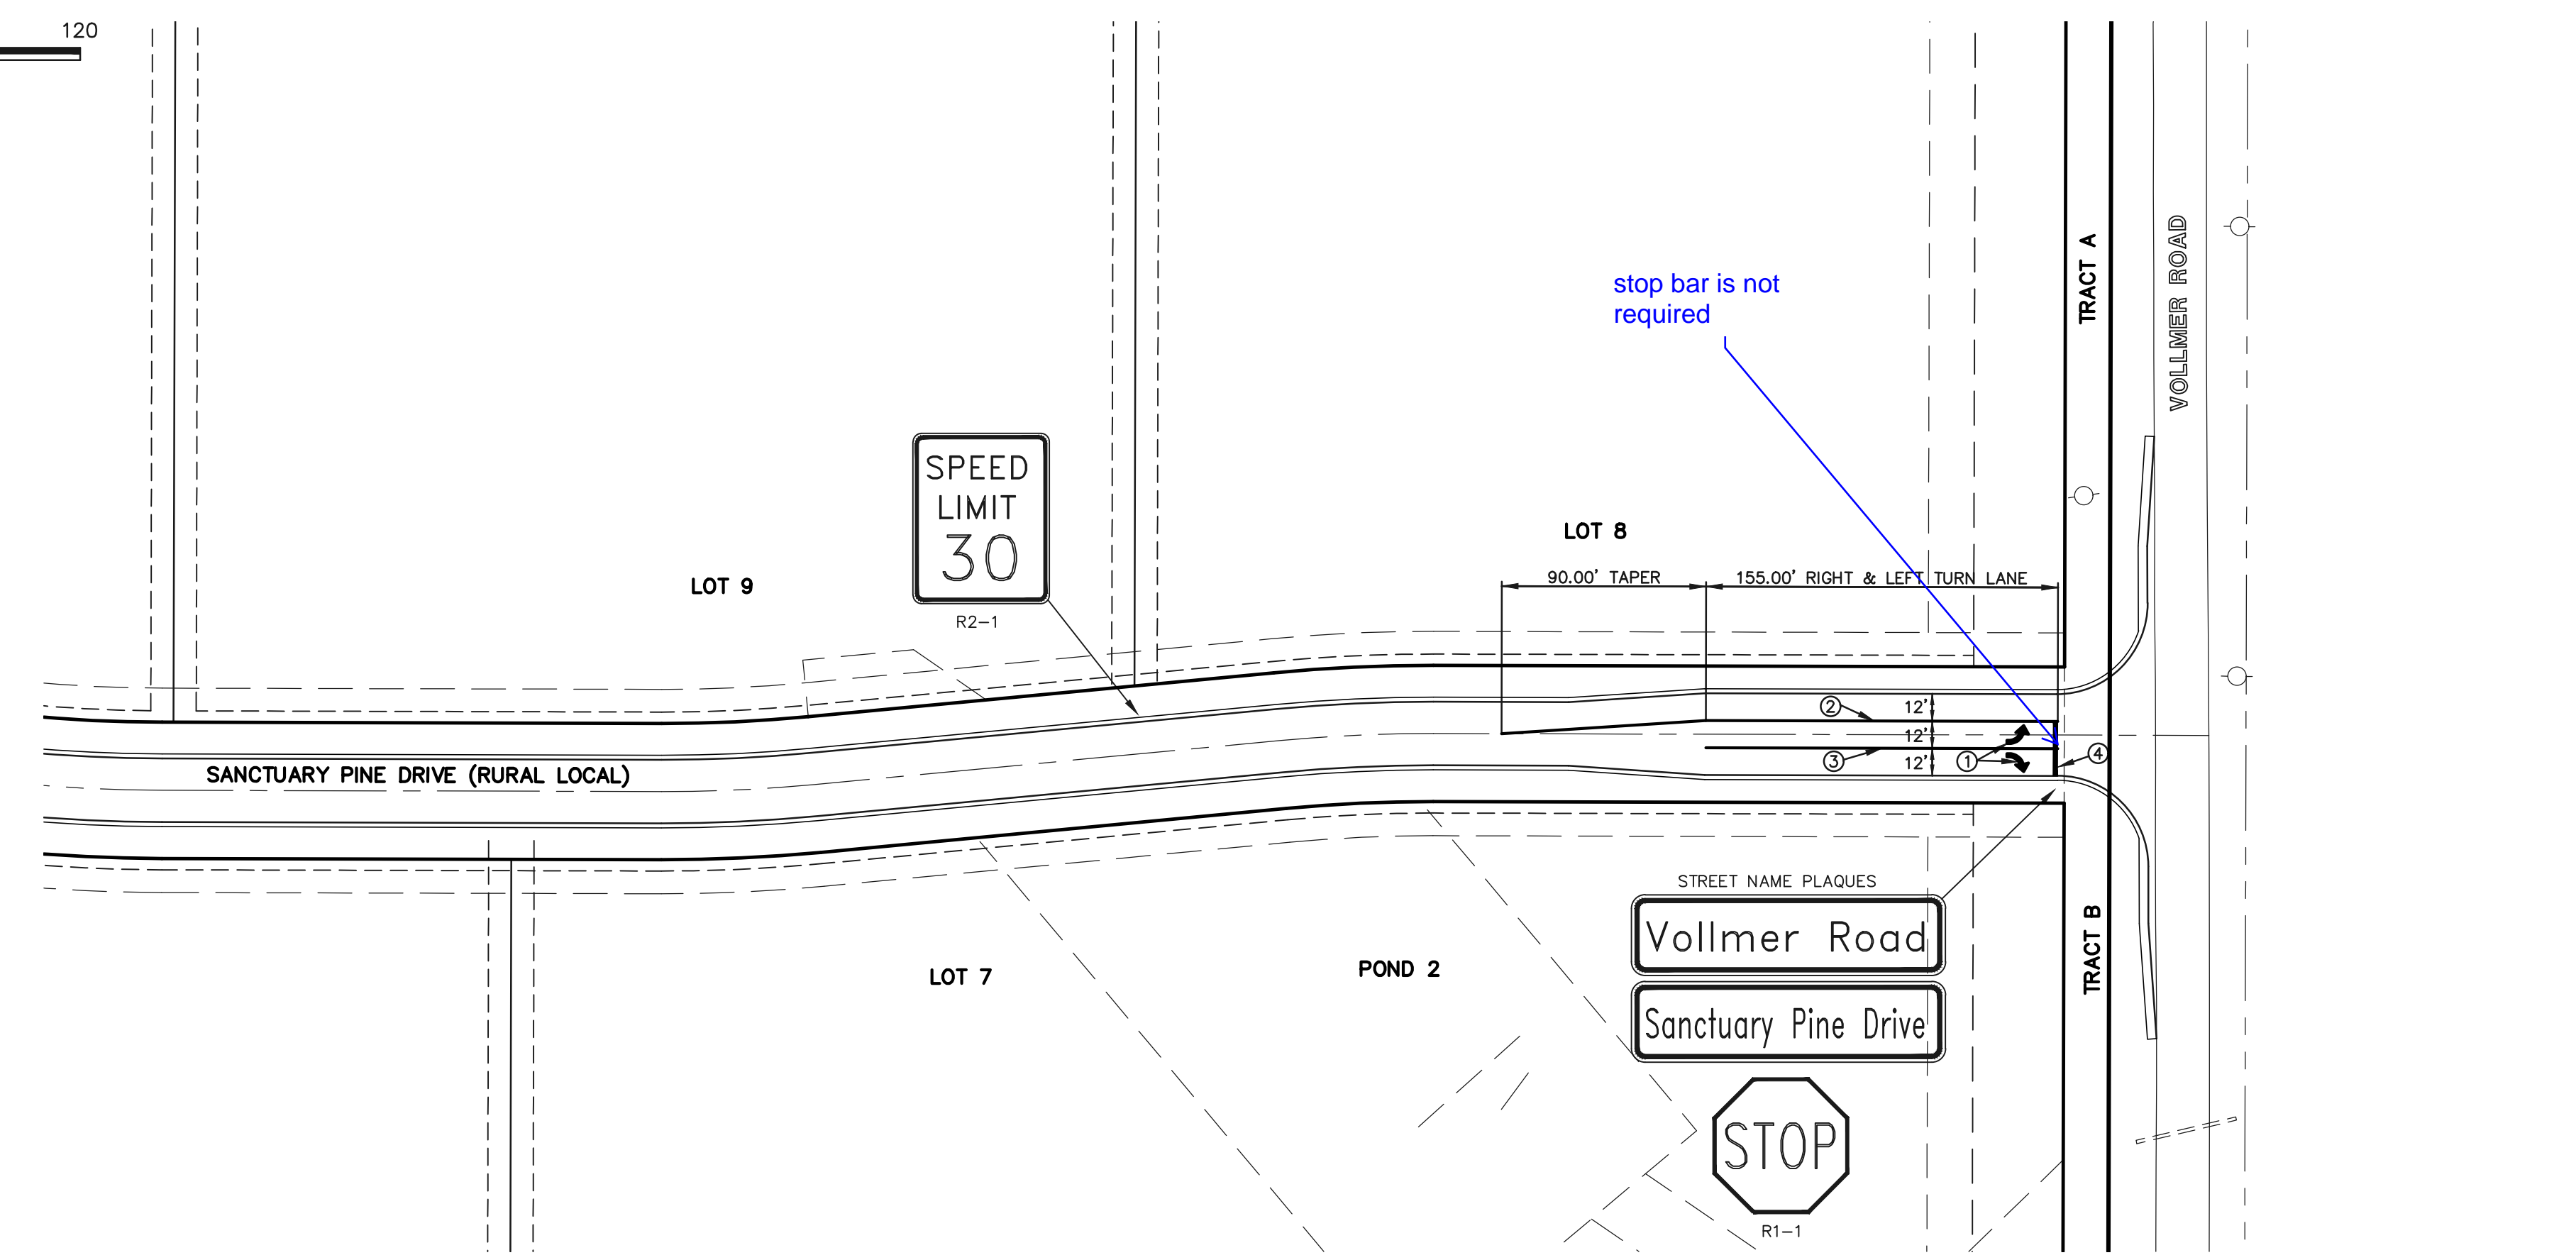 120
TRACT A
VOLLMER ROAD
stop bar is not
required
SPEED
LIMIT
30
R2-1
LOT 9
LOT 8
90.00' TAPER
155.00' RIGHT & LEFT TURN LANE
2
12'
12'
3
12'
1
4
SANCTUARY PINE DRIVE (RURAL LOCAL)
STREET NAME PLAQUES
Vollmer Road
Sanctuary Pine Drive
TRACT B
LOT 7
POND 2
STOP
R1-1